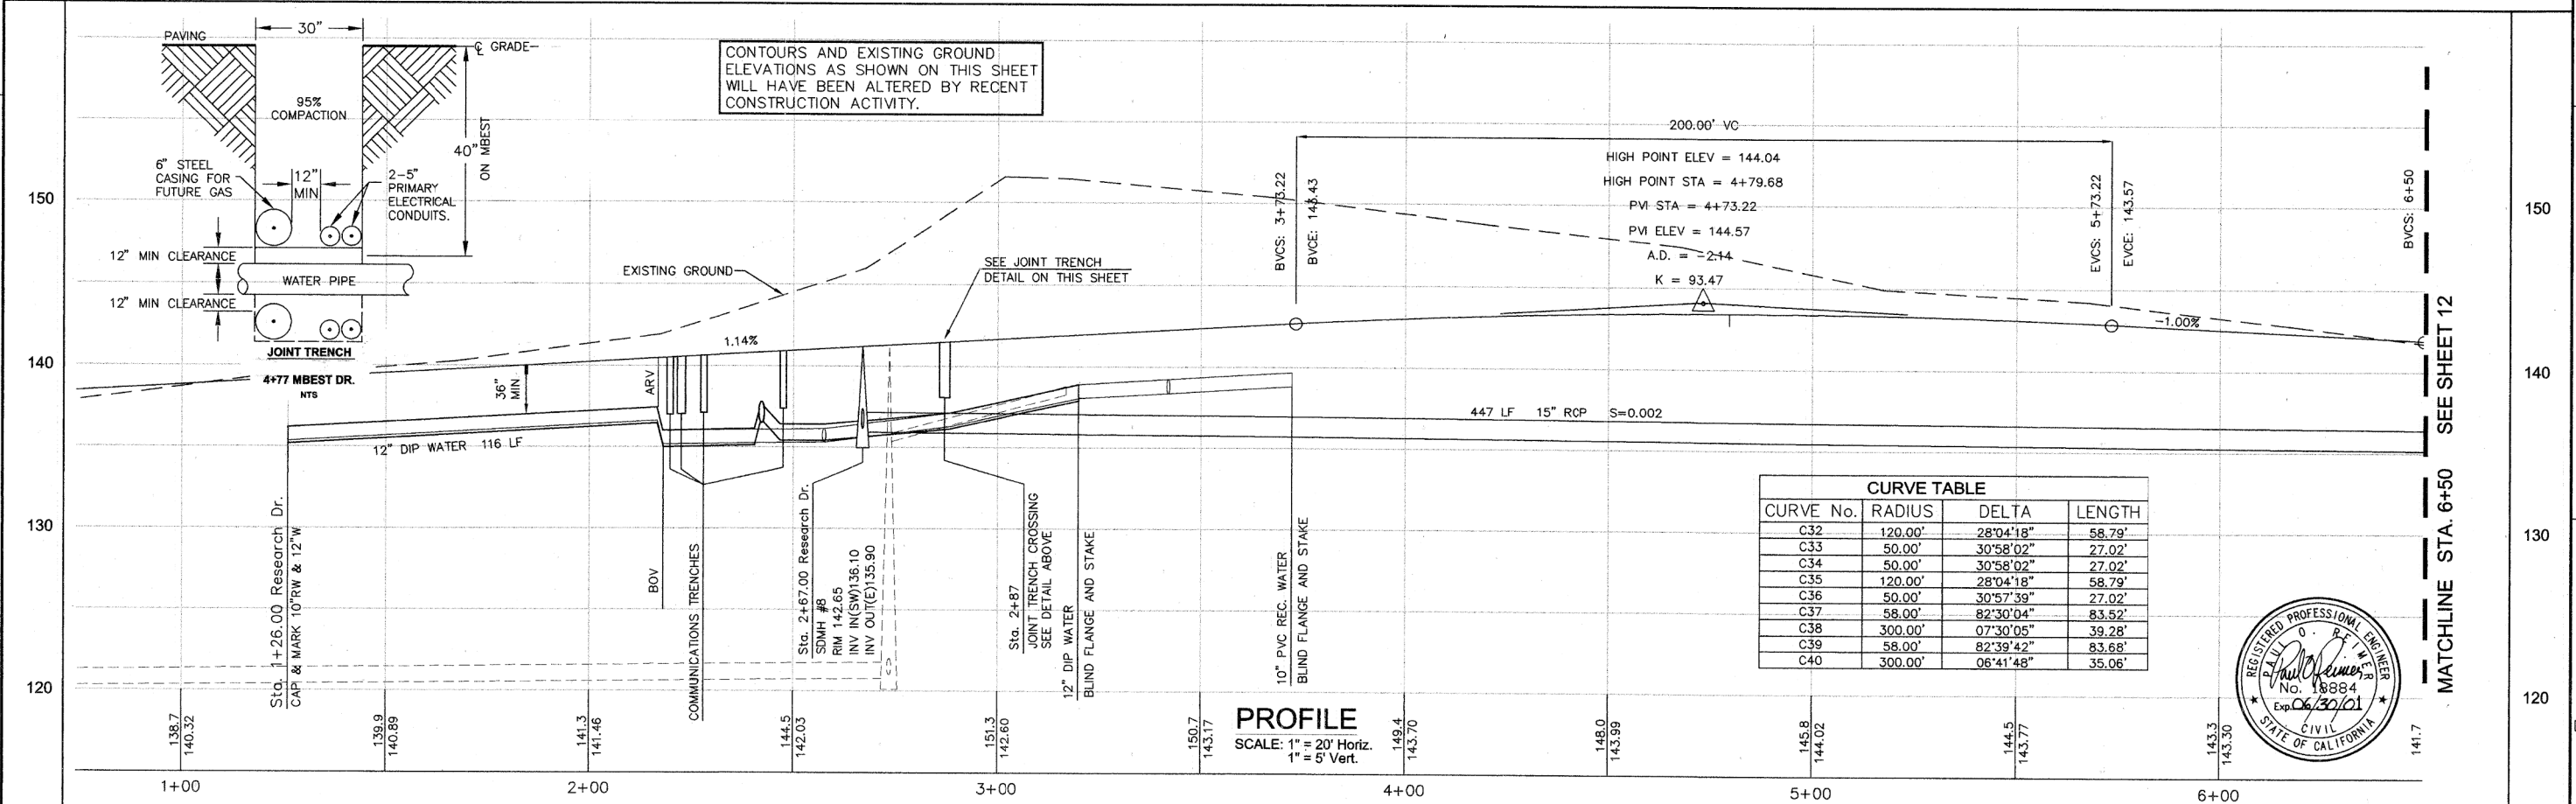 30"
PAVING
℄ GRADE
95%
COMPACTION
40"
ON MBEST
6" STEEL
CASING FOR
FUTURE GAS
12"
MIN
2-5"
PRIMARY
ELECTRICAL
CONDUITS.
12" MIN CLEARANCE
WATER PIPE
12" MIN CLEARANCE
JOINT TRENCH
4+77 MBEST DR.
NTS
CONTOURS AND EXISTING GROUND
ELEVATIONS AS SHOWN ON THIS SHEET
WILL HAVE BEEN ALTERED BY RECENT
CONSTRUCTION ACTIVITY.
200.00' VC
HIGH POINT ELEV = 144.04
HIGH POINT STA = 4+79.68
PVI STA = 4+73.22
PVI ELEV = 144.57
A.D. = -2.14
K = 93.47
BVCS: 3+73.22
BVCE: 143.43
EVCS: 5+73.22
EVCE: 143.57
BVCS: 6+50
EXISTING GROUND
SEE JOINT TRENCH
DETAIL ON THIS SHEET
1.14%
-1.00%
36"
MIN
ARV
12" DIP WATER 116 LF
447 LF 15" RCP S=0.002
Sta. 1+26.00 Research Dr.
CAP & MARK 10"RW & 12"W
BOV
COMMUNICATIONS TRENCHES
Sta. 2+67.00 Research Dr.
SDMH #8
RIM 142.65
INV IN(SW)136.10
INV OUT(E)135.90
Sta. 2+87
JOINT TRENCH CROSSING
SEE DETAIL ABOVE
12" DIP WATER
BLIND FLANGE AND STAKE
10" PVC REC. WATER
BLIND FLANGE AND STAKE
150
140
130
120
150
140
130
120
CURVE TABLE
CURVE No. RADIUS DELTA LENGTH
C32 120.00' 28°04'18" 58.79'
C33 50.00' 30°58'02" 27.02'
C34 50.00' 30°58'02" 27.02'
C35 120.00' 28°04'18" 58.79'
C36 50.00' 30°57'39" 27.02'
C37 58.00' 82°30'04" 83.52'
C38 300.00' 07°30'05" 39.28'
C39 58.00' 82°39'42" 83.68'
C40 300.00' 06°41'48" 35.06'
REGISTERED PROFESSIONAL ENGINEER
PAUL O. REIMER
No. 18884
Exp. 06/30/01
CIVIL
STATE OF CALIFORNIA
MATCHLINE STA. 6+50 SEE SHEET 12
138.7
140.32
139.9
140.89
141.3
141.46
144.5
142.03
151.3
142.60
150.7
143.17
149.4
143.70
148.0
143.99
145.8
144.02
144.5
143.77
143.3
143.30
141.7
PROFILE
SCALE: 1" = 20' Horiz.
1" = 5' Vert.
1+00
2+00
3+00
4+00
5+00
6+00